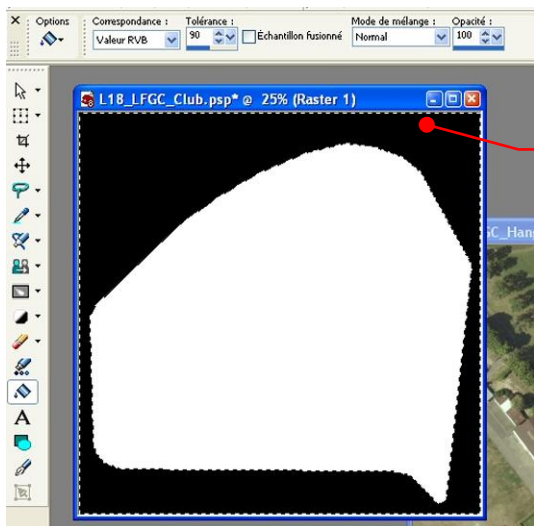 Options
Correspondance :
Tolérance :
Mode de mélange :
Opacité :
Valeur RVB
90
Échantillon fusionné
Normal
100
L18_LFGC_Club.psp* @ 25% (Raster 1)
GC_Hang
A